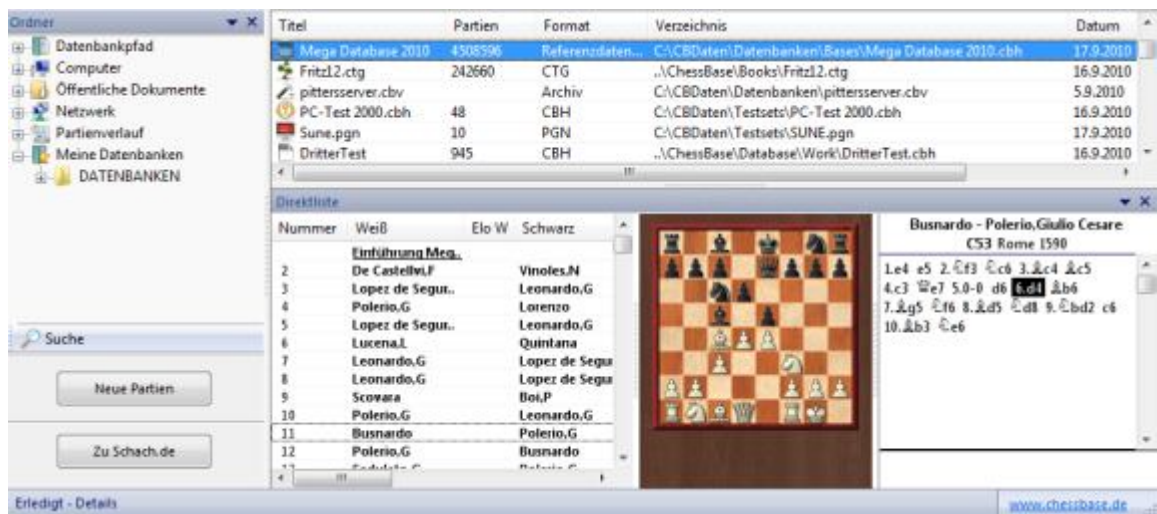 Ordner
Datenbankpfad
Computer
Öffentliche Dokumente
Netzwerk
Partienverlauf
Meine Datenbanken
DATENBANKEN
Suche
Neue Partien
Zu Schach.de
Titel Partien Format Verzeichnis Datum
Mega Database 2010 4508596 Referenzdaten... C:\CBDaten\Datenbanken\Bases\Mega Database 2010.cbh 17.9.2010
Fritz12.ctg 242660 CTG ..\ChessBase\Books\Fritz12.ctg 16.9.2010
pittersserver.cbv Archiv C:\CBDaten\Datenbanken\pittersserver.cbv 5.9.2010
PC-Test 2000.cbh 48 CBH C:\CBDaten\Testsets\PC-Test 2000.cbh 16.9.2010
Sune.pgn 10 PGN C:\CBDaten\Testsets\SUNE.pgn 17.9.2010
DritterTest 945 CBH ..\ChessBase\Database\Work\DritterTest.cbh 16.9.2010
Direktliste
Nummer Weiß Elo W Schwarz
Einführung Meg..
2 De Castellvi,F Vinoles,N
3 Lopez de Segur.. Leonardo,G
4 Polerio,G Lorenzo
5 Lopez de Segur.. Leonardo,G
6 Lucena,L Quintana
7 Leonardo,G Lopez de Segur
8 Leonardo,G Lopez de Segur
9 Scovara Boi,P
10 Polerio,G Leonardo,G
11 Busnardo Polerio,G
12 Polerio,G Busnardo
Busnardo - Polerio,Giulio Cesare
C53 Rome 1590
1.e4 e5 2.♘f3 ♘c6 3.♗c4 ♗c5
4.c3 ♕e7 5.0-0 d6 6.d4 ♗b6
7.♗g5 ♘f6 8.♗d5 ♘d8 9.♘bd2 c6
10.♗b3 ♘e6
Erledigt - Details
www.chessbase.de